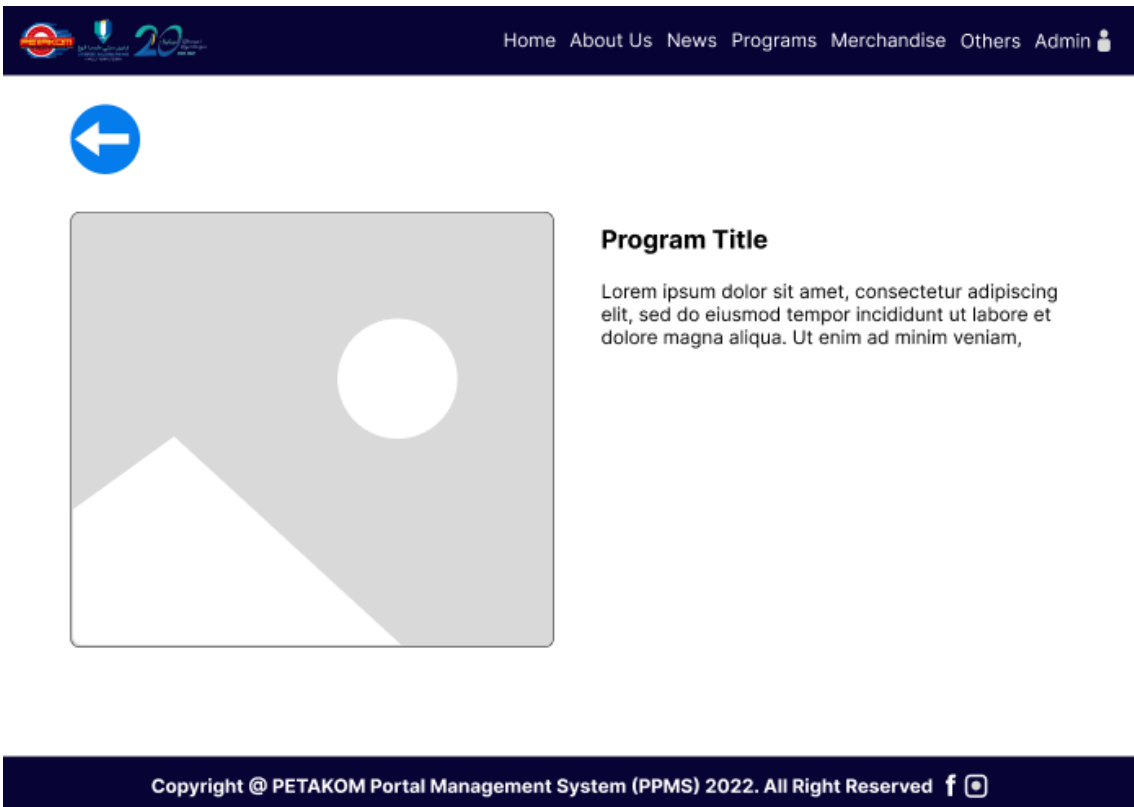 PETAKOM
Home About Us News Programs Merchandise Others Admin
Program Title
Lorem ipsum dolor sit amet, consectetur adipiscing
elit, sed do eiusmod tempor incididunt ut labore et
dolore magna aliqua. Ut enim ad minim veniam,
Copyright @ PETAKOM Portal Management System (PPMS) 2022. All Right Reserved